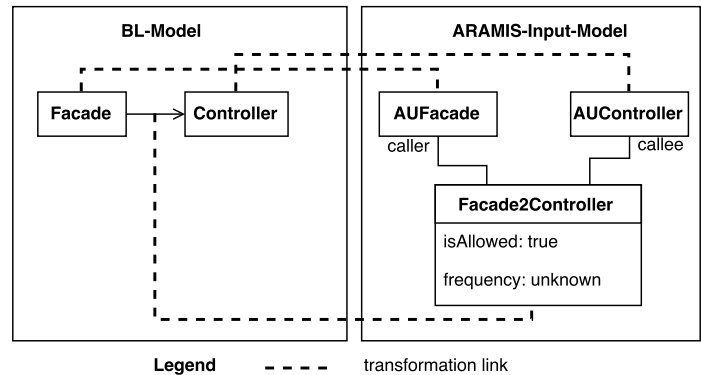 BL-Model
ARAMIS-Input-Model
Facade
Controller
AUFacade
AUController
caller
callee
Facade2Controller
isAllowed: true
frequency: unknown
Legend
transformation link